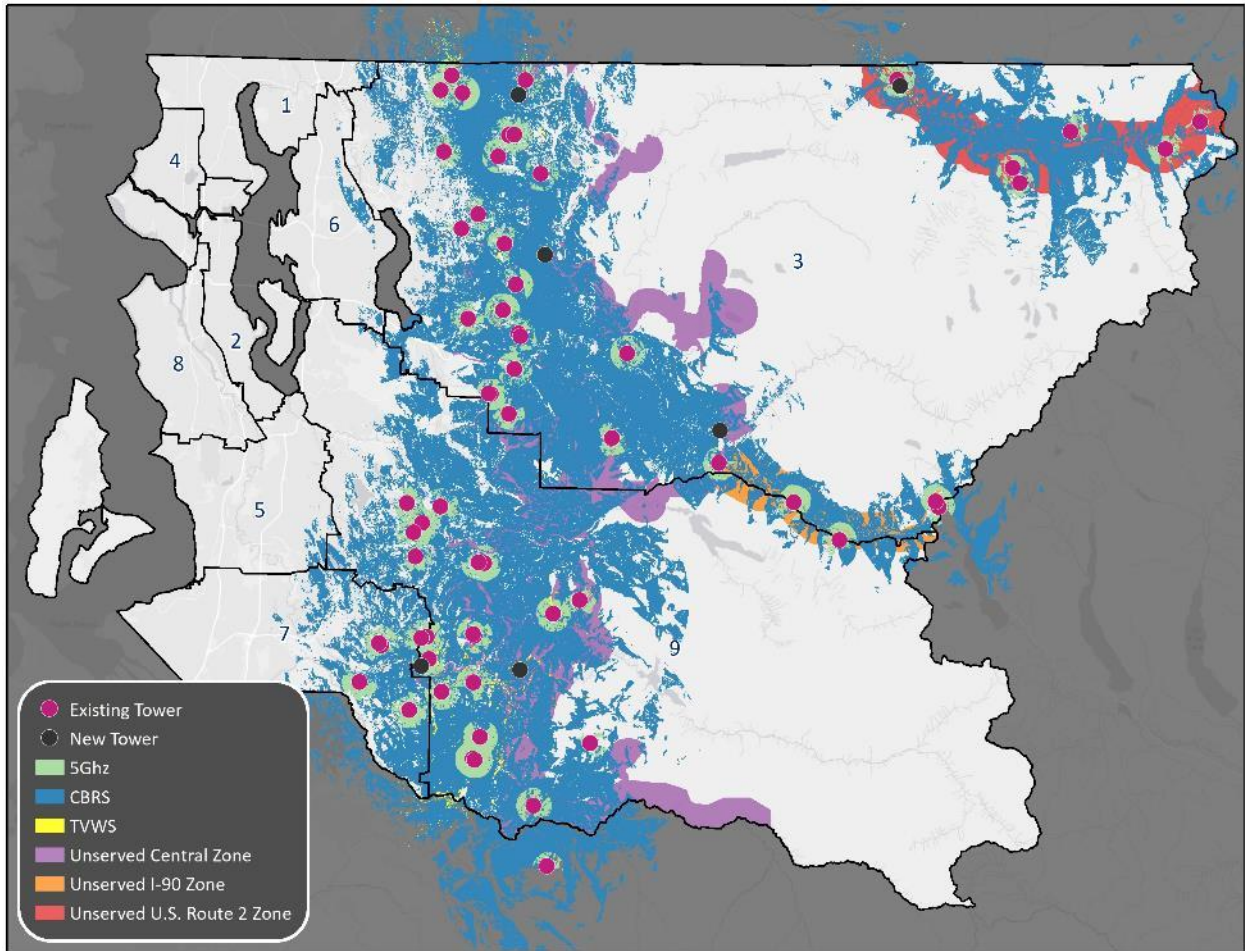 1
4
6
3
2
8
5
7
9
Existing Tower
New Tower
5Ghz
CBRS
TVWS
Unserved Central Zone
Unserved I-90 Zone
Unserved U.S. Route 2 Zone